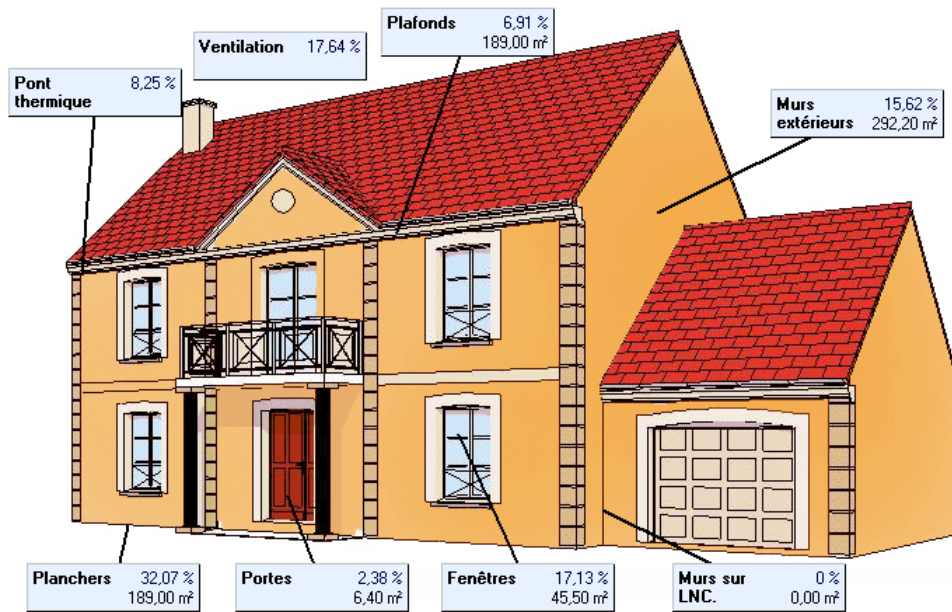 Plafonds 6,91 %
189,00 m²
Ventilation 17,64 %
Pont 8,25 %
thermique
Murs 15,62 %
extérieurs 292,20 m²
Planchers 32,07 %
189,00 m²
Portes 2,38 %
6,40 m²
Fenêtres 17,13 %
45,50 m²
Murs sur 0 %
LNC. 0,00 m²